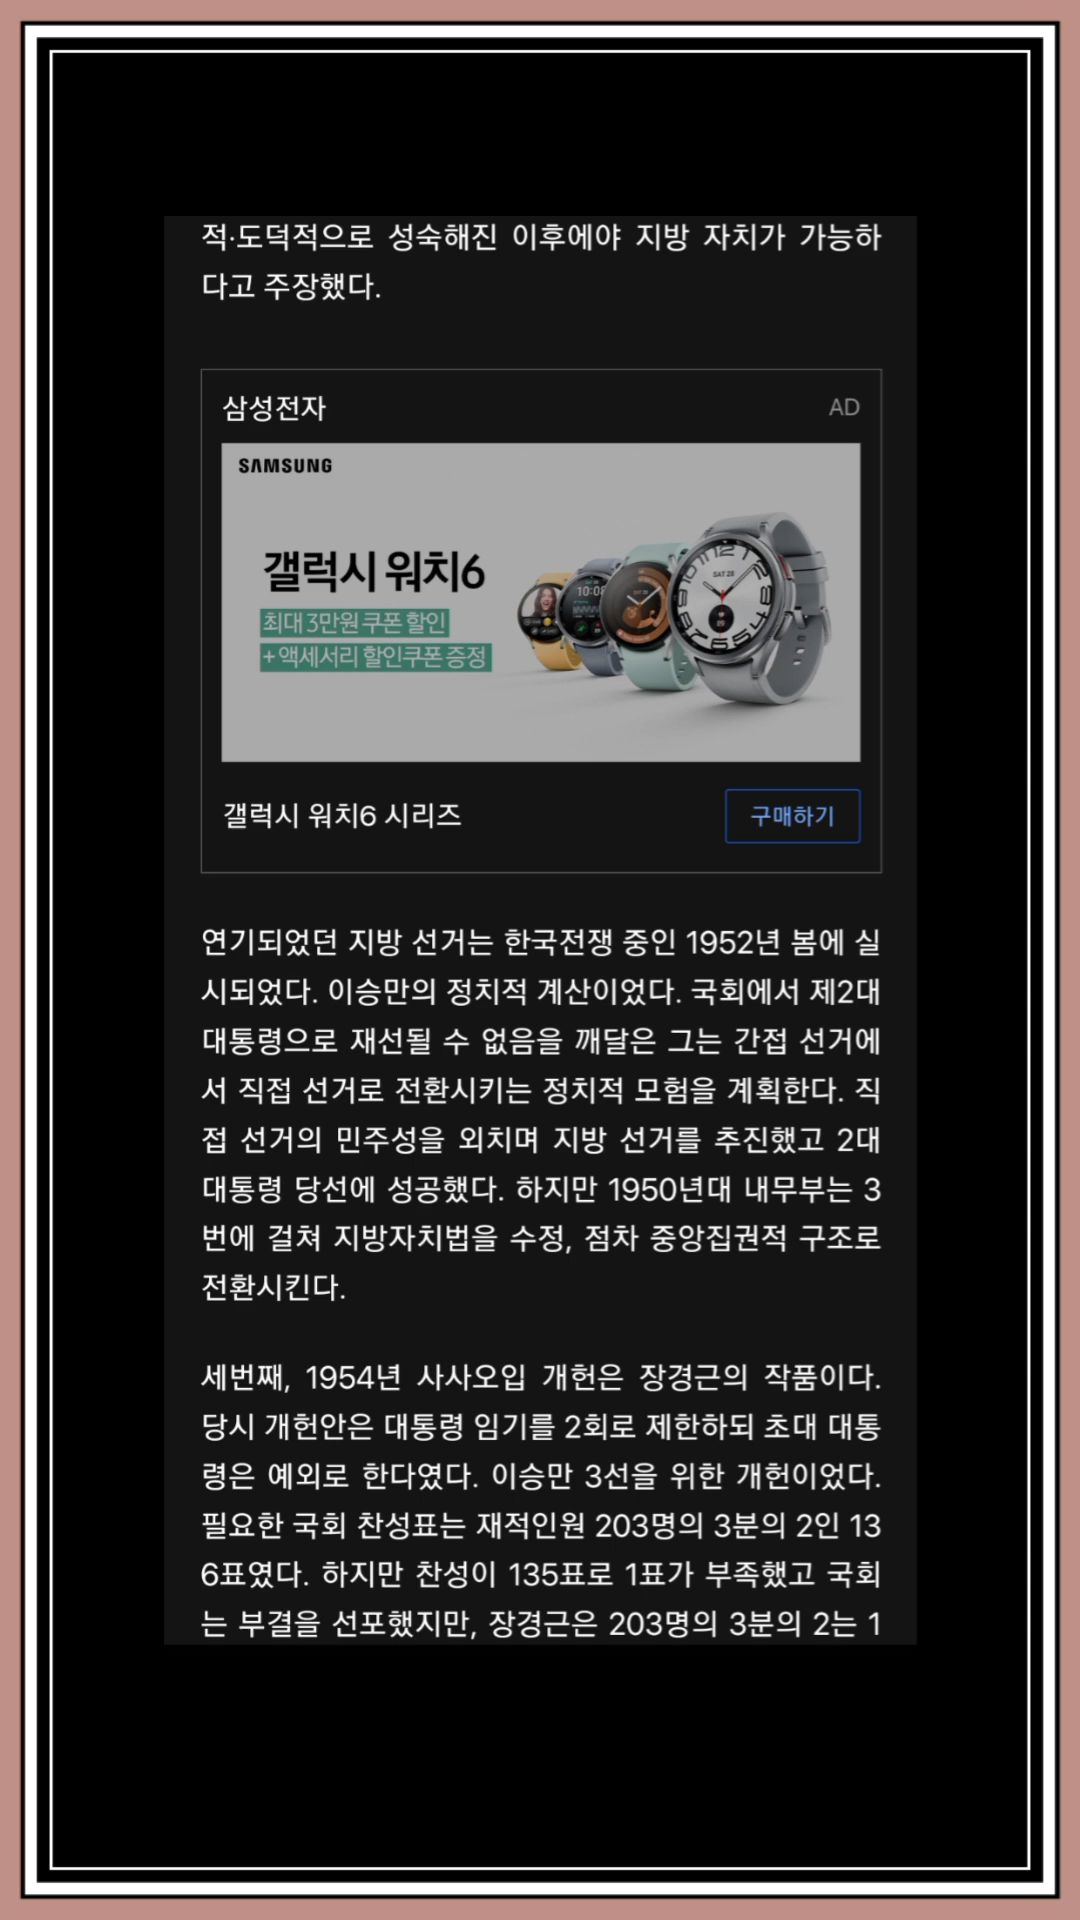 적·도덕적으로 성숙해진 이후에야 지방 자치가 가능하
다고 주장했다.
삼성전자
AD
SAMSUNG
갤럭시 워치6
최대 3만원 쿠폰 할인
+ 액세서리 할인쿠폰 증정
갤럭시 워치6 시리즈
구매하기
연기되었던 지방 선거는 한국전쟁 중인 1952년 봄에 실
시되었다. 이승만의 정치적 계산이었다. 국회에서 제2대
대통령으로 재선될 수 없음을 깨달은 그는 간접 선거에
서 직접 선거로 전환시키는 정치적 모험을 계획한다. 직
접 선거의 민주성을 외치며 지방 선거를 추진했고 2대
대통령 당선에 성공했다. 하지만 1950년대 내무부는 3
번에 걸쳐 지방자치법을 수정, 점차 중앙집권적 구조로
전환시킨다.
세번째, 1954년 사사오입 개헌은 장경근의 작품이다.
당시 개헌안은 대통령 임기를 2회로 제한하되 초대 대통
령은 예외로 한다였다. 이승만 3선을 위한 개헌이었다.
필요한 국회 찬성표는 재적인원 203명의 3분의 2인 13
6표였다. 하지만 찬성이 135표로 1표가 부족했고 국회
는 부결을 선포했지만, 장경근은 203명의 3분의 2는 1